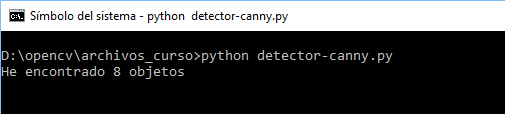 Símbolo del sistema - python  detector-canny.py
D:\opencv\archivos_curso>python detector-canny.py
He encontrado 8 objetos